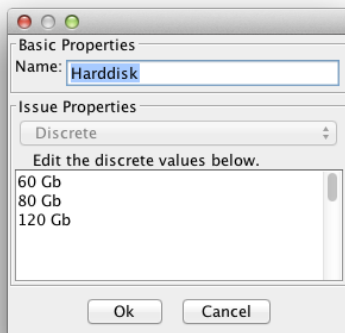 Basic Properties
Name: Harddisk
Issue Properties
Discrete
Edit the discrete values below.
60 Gb
80 Gb
120 Gb
Ok Cancel